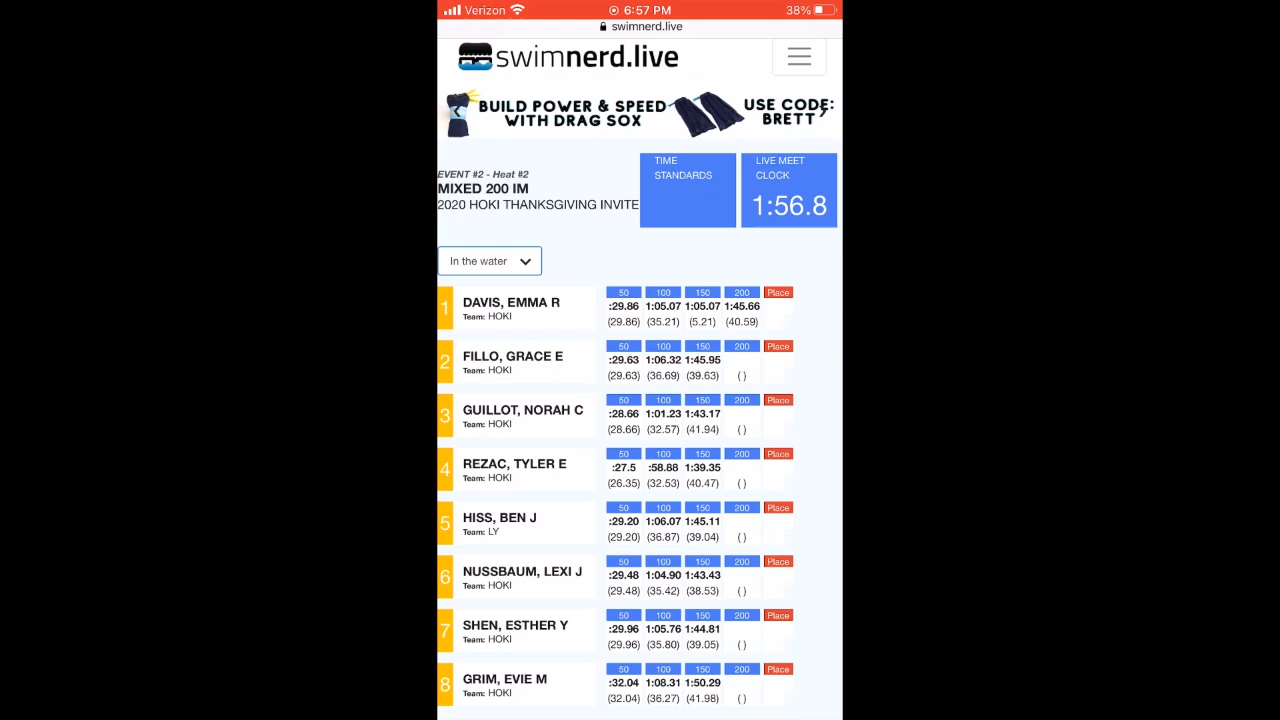 Verizon 6:57 PM 38%
swimnerd.live
swimnerd.live
BUILD POWER & SPEED
WITH DRAG SOX
USE CODE:
BRETT
EVENT #2 - Heat #2
MIXED 200 IM
2020 HOKI THANKSGIVING INVITE
TIME
STANDARDS
LIVE MEET
CLOCK
1:56.8
In the water
1 DAVIS, EMMA R
Team: HOKI
50 100 150 200 Place
:29.86 1:05.07 1:05.07 1:45.66
(29.86) (35.21) (5.21) (40.59)
2 FILLO, GRACE E
Team: HOKI
50 100 150 200 Place
:29.63 1:06.32 1:45.95
(29.63) (36.69) (39.63) ( )
3 GUILLOT, NORAH C
Team: HOKI
50 100 150 200 Place
:28.66 1:01.23 1:43.17
(28.66) (32.57) (41.94) ( )
4 REZAC, TYLER E
Team: HOKI
50 100 150 200 Place
:27.5 :58.88 1:39.35
(26.35) (32.53) (40.47) ( )
5 HISS, BEN J
Team: LY
50 100 150 200 Place
:29.20 1:06.07 1:45.11
(29.20) (36.87) (39.04) ( )
6 NUSSBAUM, LEXI J
Team: HOKI
50 100 150 200 Place
:29.48 1:04.90 1:43.43
(29.48) (35.42) (38.53) ( )
7 SHEN, ESTHER Y
Team: HOKI
50 100 150 200 Place
:29.96 1:05.76 1:44.81
(29.96) (35.80) (39.05) ( )
8 GRIM, EVIE M
Team: HOKI
50 100 150 200 Place
:32.04 1:08.31 1:50.29
(32.04) (36.27) (41.98) ( )